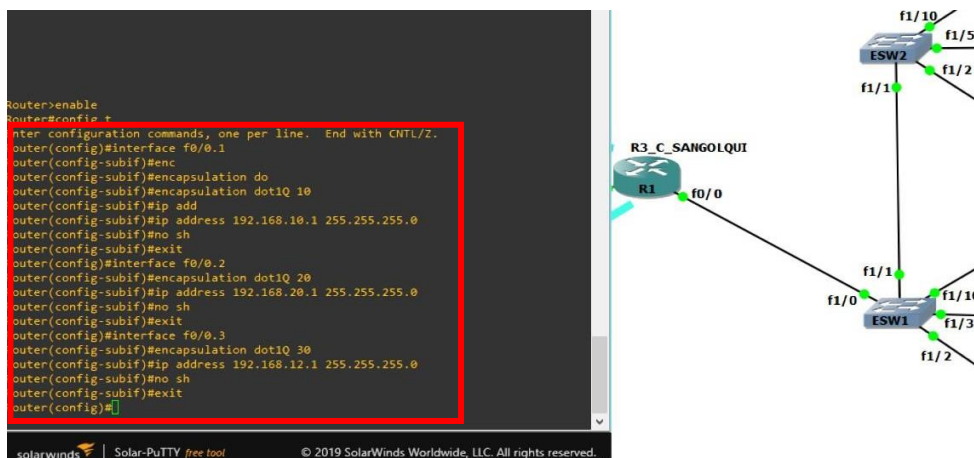 Router>enable
Router#config t
Enter configuration commands, one per line.  End with CNTL/Z.
outer(config)#interface f0/0.1
outer(config-subif)#enc
outer(config-subif)#encapsulation do
outer(config-subif)#encapsulation dot1Q 10
outer(config-subif)#ip add
outer(config-subif)#ip address 192.168.10.1 255.255.255.0
outer(config-subif)#no sh
outer(config-subif)#exit
outer(config)#interface f0/0.2
outer(config-subif)#encapsulation dot1Q 20
outer(config-subif)#ip address 192.168.20.1 255.255.255.0
outer(config-subif)#no sh
outer(config-subif)#exit
outer(config)#interface f0/0.3
outer(config-subif)#encapsulation dot1Q 30
outer(config-subif)#ip address 192.168.12.1 255.255.255.0
outer(config-subif)#no sh
outer(config-subif)#exit
outer(config)#
solarwinds Solar-PuTTY free tool © 2019 SolarWinds Worldwide, LLC. All rights reserved.
f1/10
f1/5
ESW2
f1/2
f1/1
R3_C_SANGOLQUI
R1
f0/0
f1/1
f1/0
f1/10
ESW1
f1/3
f1/2